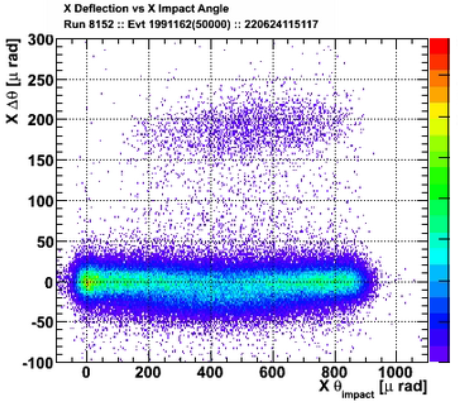 X Deflection vs X Impact Angle
Run 8152 :: Evt 1991162(50000) :: 220624115117
X Δθ [μ rad]
300
250
200
150
100
50
0
-50
-100
0 200 400 600 800 1000
X θimpact [μ rad]